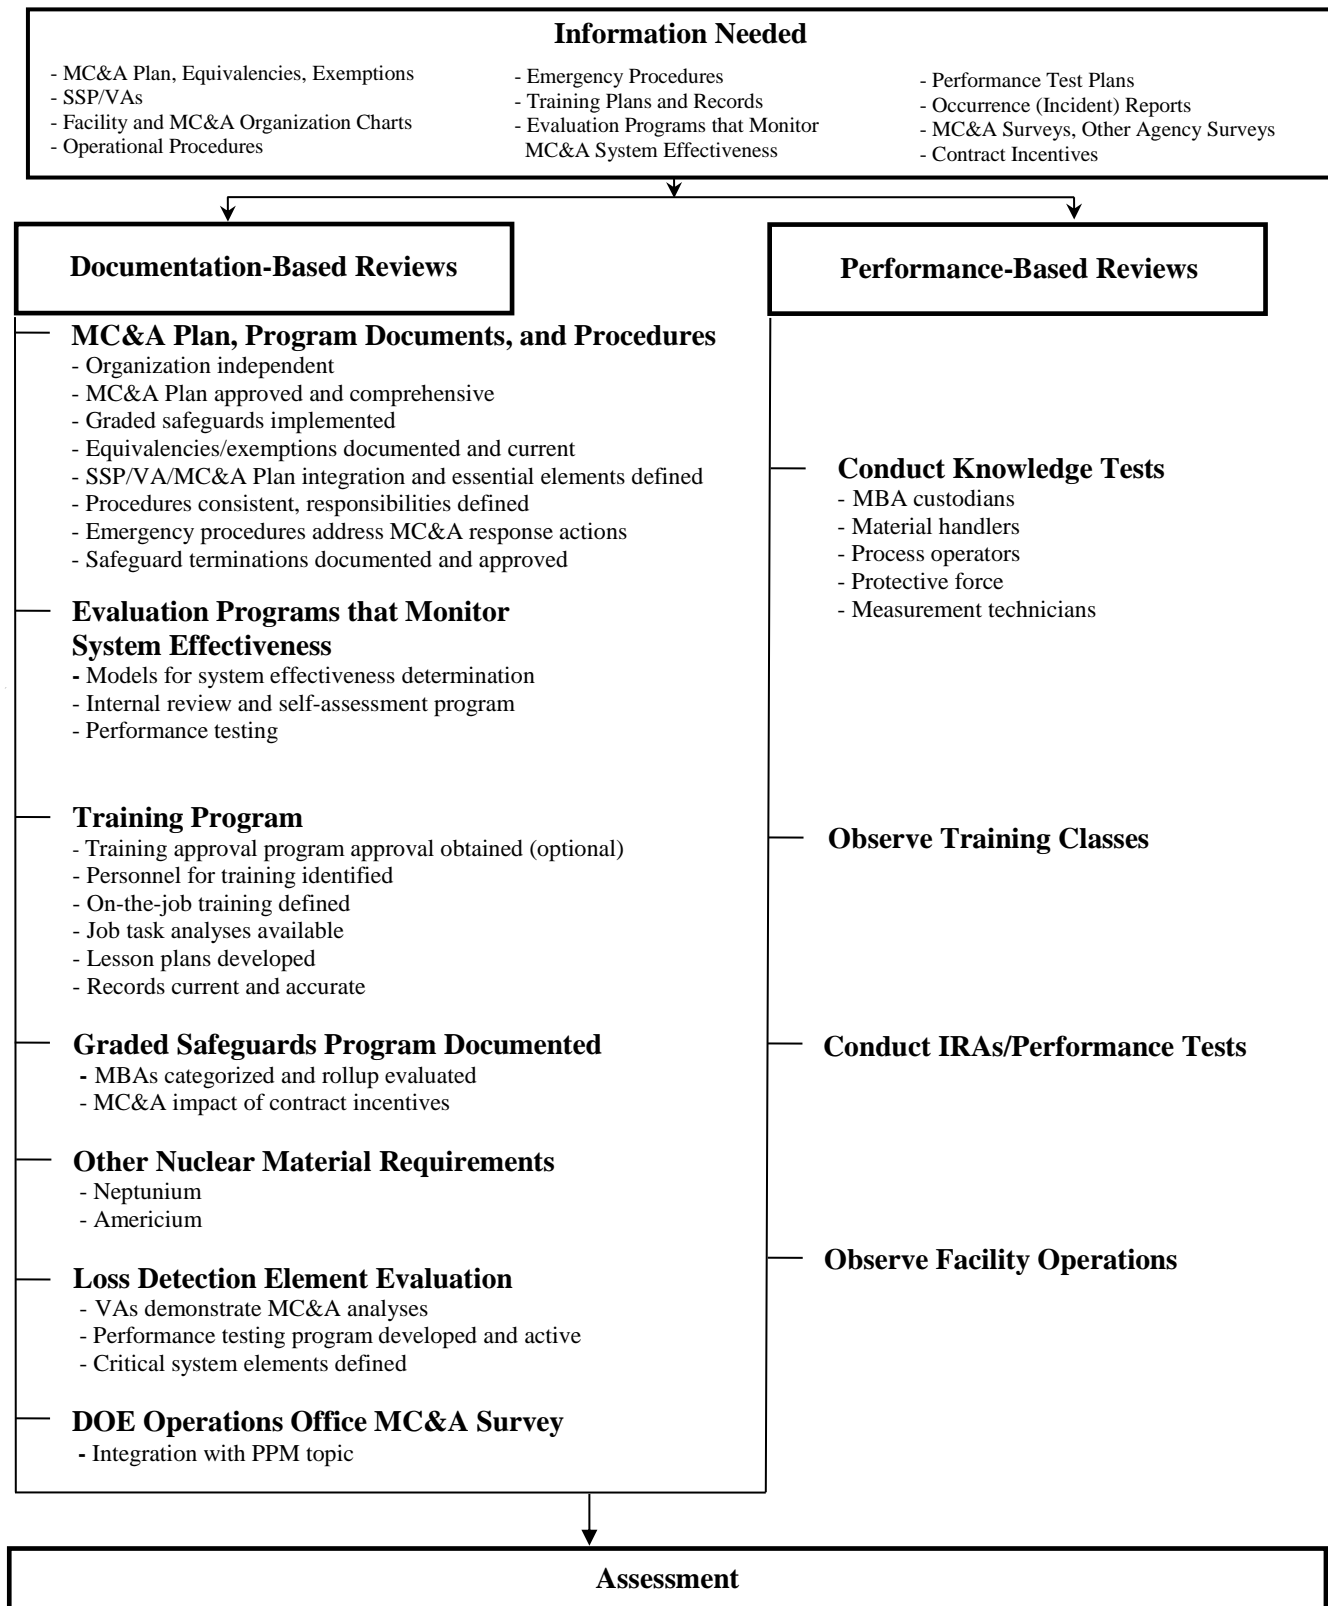 Information Needed
- MC&A Plan, Equivalencies, Exemptions
- SSP/VAs
- Facility and MC&A Organization Charts
- Operational Procedures
- Emergency Procedures
- Training Plans and Records
- Evaluation Programs that Monitor
MC&A System Effectiveness
- Performance Test Plans
- Occurrence (Incident) Reports
- MC&A Surveys, Other Agency Surveys
- Contract Incentives
Documentation-Based Reviews
MC&A Plan, Program Documents, and Procedures
- Organization independent
- MC&A Plan approved and comprehensive
- Graded safeguards implemented
- Equivalencies/exemptions documented and current
- SSP/VA/MC&A Plan integration and essential elements defined
- Procedures consistent, responsibilities defined
- Emergency procedures address MC&A response actions
- Safeguard terminations documented and approved
Evaluation Programs that Monitor
System Effectiveness
- Models for system effectiveness determination
- Internal review and self-assessment program
- Performance testing
Training Program
- Training approval program approval obtained (optional)
- Personnel for training identified
- On-the-job training defined
- Job task analyses available
- Lesson plans developed
- Records current and accurate
Graded Safeguards Program Documented
- MBAs categorized and rollup evaluated
- MC&A impact of contract incentives
Other Nuclear Material Requirements
- Neptunium
- Americium
Loss Detection Element Evaluation
- VAs demonstrate MC&A analyses
- Performance testing program developed and active
- Critical system elements defined
DOE Operations Office MC&A Survey
- Integration with PPM topic
Performance-Based Reviews
Conduct Knowledge Tests
- MBA custodians
- Material handlers
- Process operators
- Protective force
- Measurement technicians
Observe Training Classes
Conduct IRAs/Performance Tests
Observe Facility Operations
Assessment